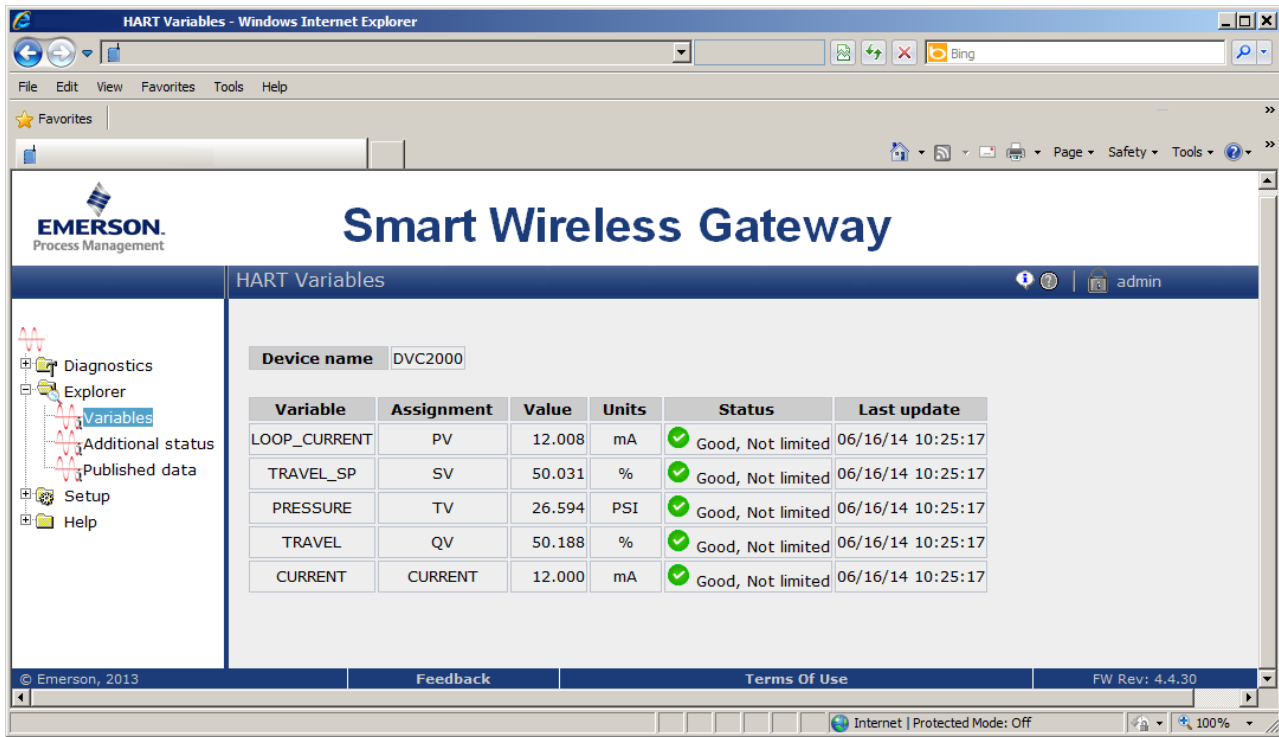 HART Variables - Windows Internet Explorer
Bing
File Edit View Favorites Tools Help
Favorites
Page Safety Tools
EMERSON.
Process Management
Smart Wireless Gateway
HART Variables
admin
Diagnostics
Explorer
Variables
Additional status
Published data
Setup
Help
Device name DVC2000
Variable Assignment Value Units Status Last update
LOOP_CURRENT PV 12.008 mA Good, Not limited 06/16/14 10:25:17
TRAVEL_SP SV 50.031 % Good, Not limited 06/16/14 10:25:17
PRESSURE TV 26.594 PSI Good, Not limited 06/16/14 10:25:17
TRAVEL QV 50.188 % Good, Not limited 06/16/14 10:25:17
CURRENT CURRENT 12.000 mA Good, Not limited 06/16/14 10:25:17
© Emerson, 2013 Feedback Terms Of Use FW Rev: 4.4.30
Internet | Protected Mode: Off 100%